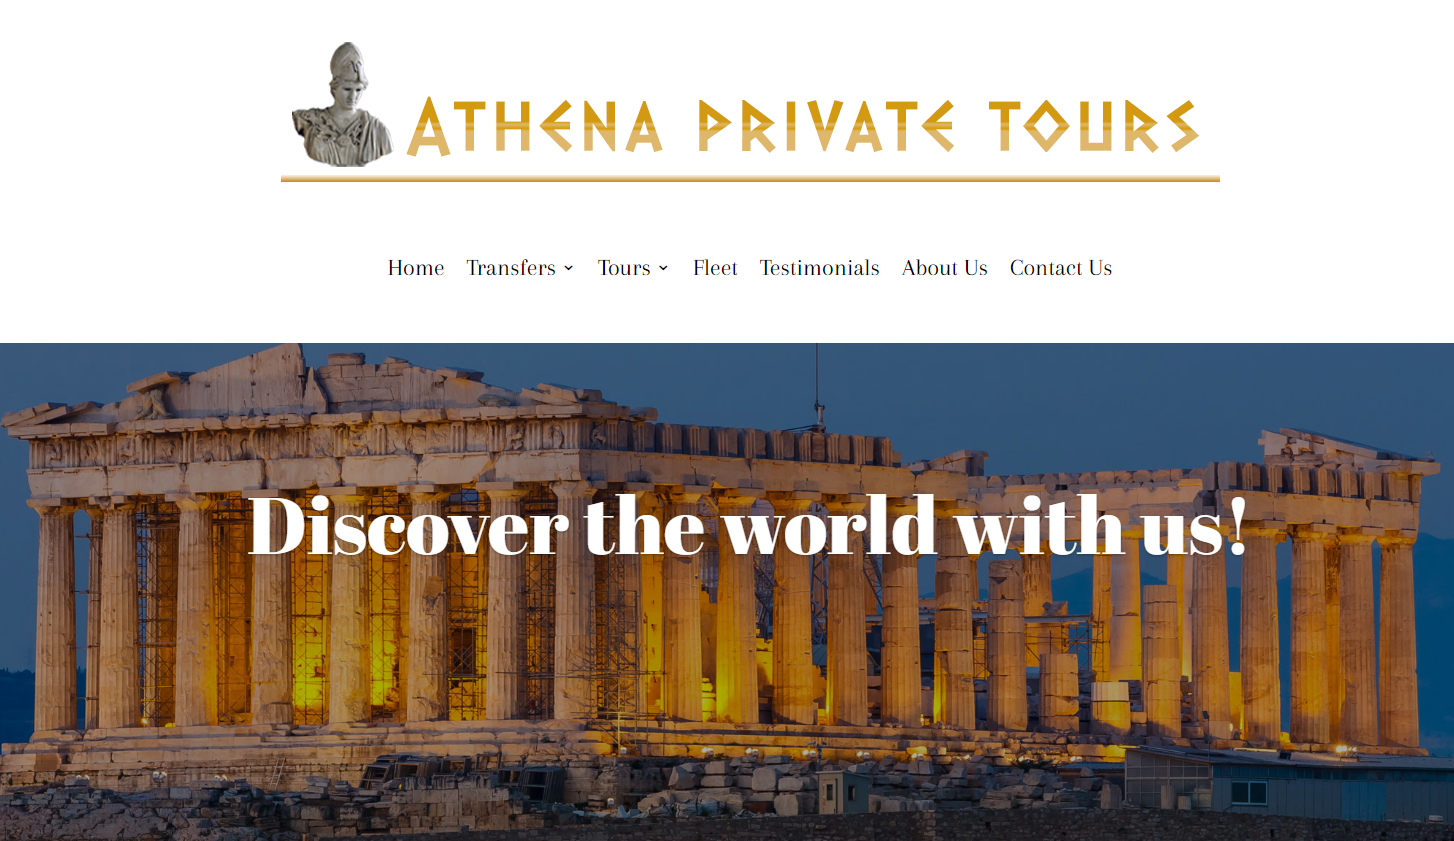 ATHENA PRIVATE TOURS
Home Transfers Tours Fleet Testimonials About Us Contact Us
Discover the world with us!